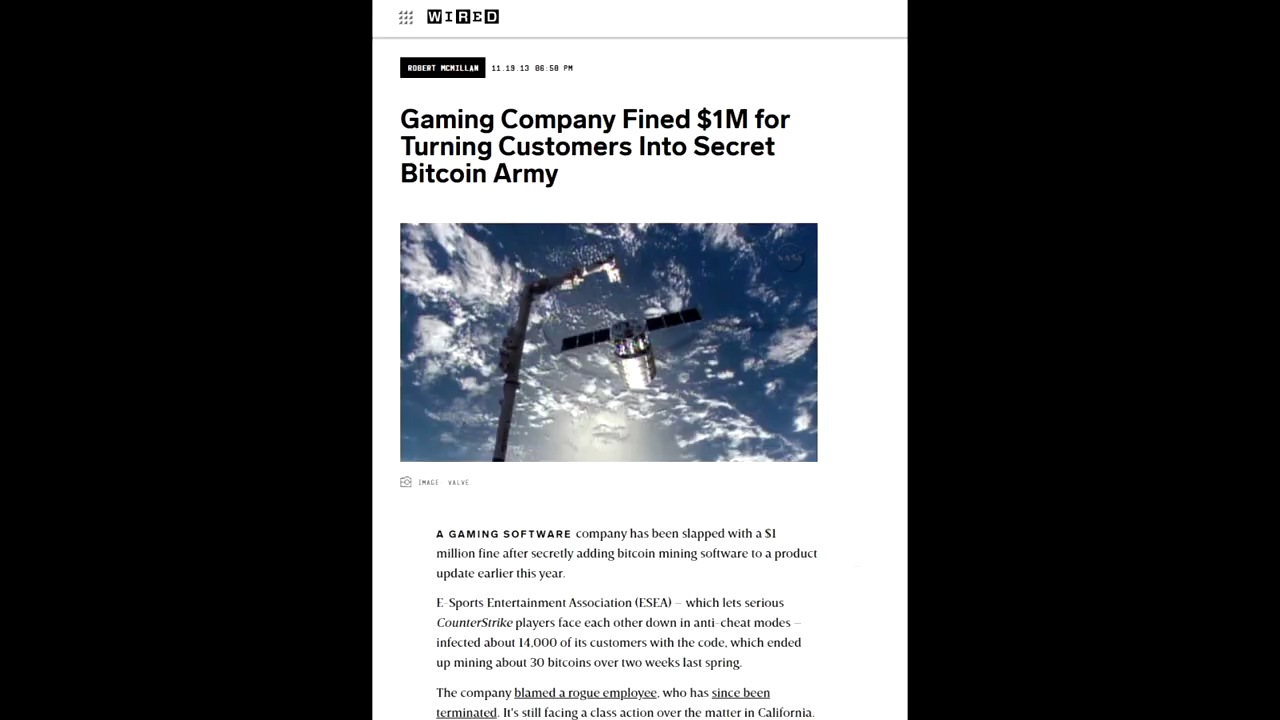 WIRED
ROBERT MCMILLAN 11.19.13 06:50 PM
Gaming Company Fined $1M for
Turning Customers Into Secret
Bitcoin Army
NASA
IMAGE VALVE
A GAMING SOFTWARE company has been slapped with a $1
million fine after secretly adding bitcoin mining software to a product
update earlier this year.
E-Sports Entertainment Association (ESEA) – which lets serious
CounterStrike players face each other down in anti-cheat modes –
infected about 14,000 of its customers with the code, which ended
up mining about 30 bitcoins over two weeks last spring.
The company blamed a rogue employee, who has since been
terminated. It's still facing a class action over the matter in California.